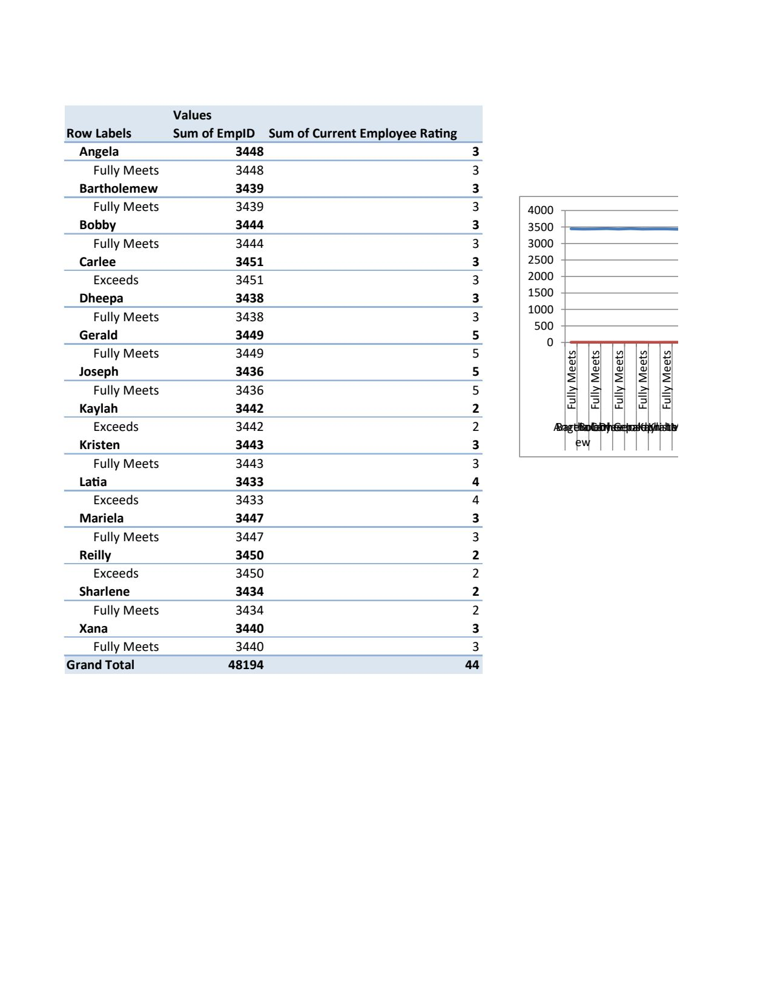 Values
Row Labels Sum of EmpID Sum of Current Employee Rating
Angela 3448 3
Fully Meets 3448 3
Bartholemew 3439 3
Fully Meets 3439 3
Bobby 3444 3
Fully Meets 3444 3
Carlee 3451 3
Exceeds 3451 3
Dheepa 3438 3
Fully Meets 3438 3
Gerald 3449 5
Fully Meets 3449 5
Joseph 3436 5
Fully Meets 3436 5
Kaylah 3442 2
Exceeds 3442 2
Kristen 3443 3
Fully Meets 3443 3
Latia 3433 4
Exceeds 3433 4
Mariela 3447 3
Fully Meets 3447 3
Reilly 3450 2
Exceeds 3450 2
Sharlene 3434 2
Fully Meets 3434 2
Xana 3440 3
Fully Meets 3440 3
Grand Total 48194 44
4000
3500
3000
2500
2000
1500
1000
500
0
Fully Meets
Fully Meets
Fully Meets
Fully Meets
Fully Meets
ew